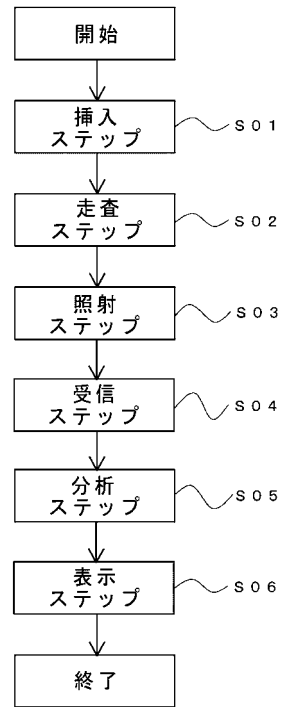 開始
挿入
ステップ
S01
走査
ステップ
S02
照射
ステップ
S03
受信
ステップ
S04
分析
ステップ
S05
表示
ステップ
S06
終了